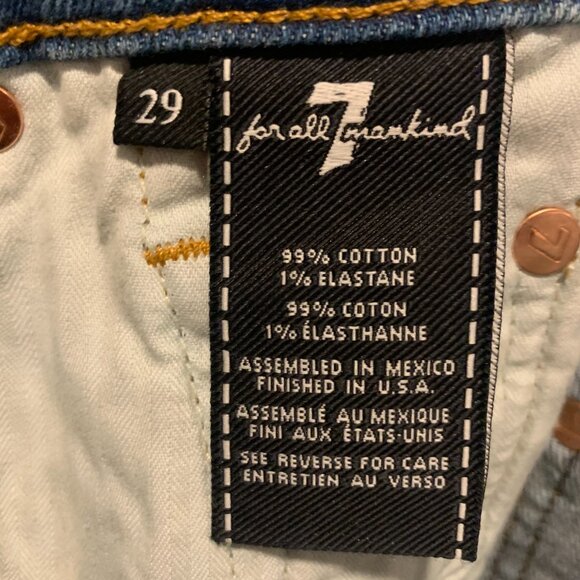 29
7
for all mankind
99% COTTON
1% ELASTANE
99% COTON
1% ÉLASTHANNE
ASSEMBLED IN MEXICO
FINISHED IN U.S.A.
ASSEMBLÉ AU MEXIQUE
FINI AUX ÉTATS-UNIS
SEE REVERSE FOR CARE
ENTRETIEN AU VERSO
7